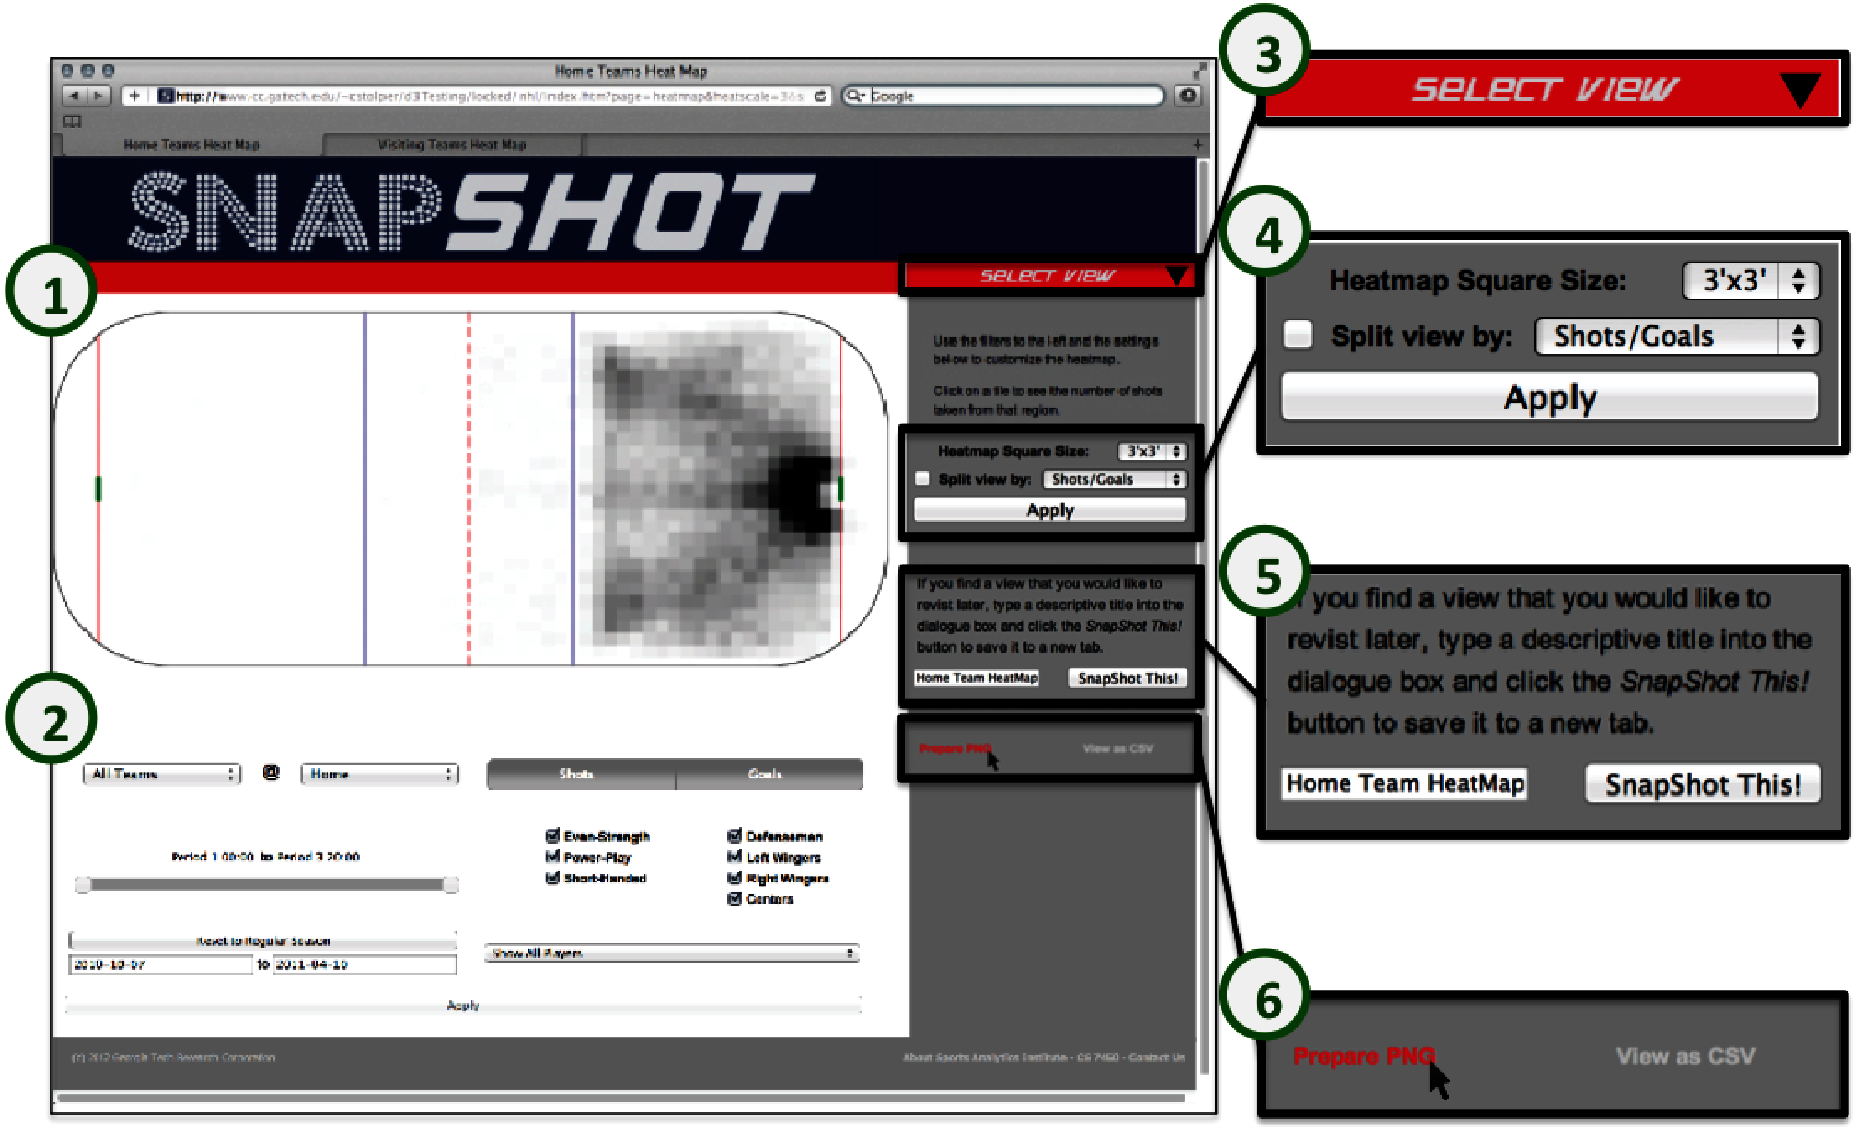 Home Teams Heat Map
http://www.cc.gatech.edu/~cstolper/d3Testing/locked/nhl/index.htm?page=heatmap&heatscale=3&s
Google
Home Teams Heat Map
Visiting Teams Heat Map
SNAPSHOT
SELECT VIEW
Use the filters to the left and the settings
below to customize the heatmap.
Click on a tile to see the number of shots
taken from that region.
Heatmap Square Size: 3'x3'
Split view by: Shots/Goals
Apply
If you find a view that you would like to
revist later, type a descriptive title into the
dialogue box and click the SnapShot This!
button to save it to a new tab.
Home Team HeatMap SnapShot This!
Prepare PNG View as CSV
All Teams @ Home
Shots Goals
Period 1 00:00 to Period 3 20:00
Even-Strength
Power-Play
Short-Handed
Defenseman
Left Wingers
Right Wingers
Centers
Reset to Regular Season
2010-10-07 to 2011-04-10
Show All Players
Apply
(c) 2012 Georgia Tech Research Corporation
About Sports Analytics Institute - CS 7450 - Contact Us
1
2
3
SELECT VIEW
4
Heatmap Square Size: 3'x3'
Split view by: Shots/Goals
Apply
5
If you find a view that you would like to
revist later, type a descriptive title into the
dialogue box and click the SnapShot This!
button to save it to a new tab.
Home Team HeatMap SnapShot This!
6
Prepare PNG View as CSV